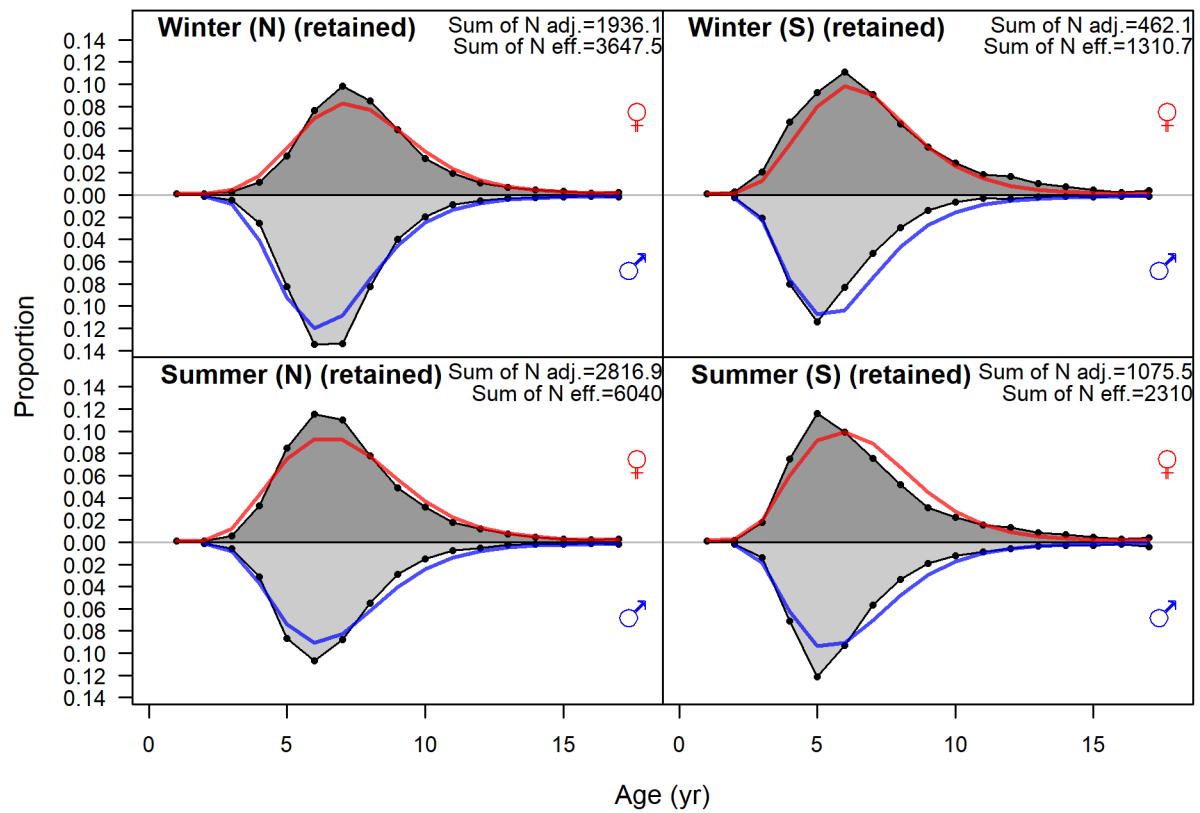 Winter (N) (retained)
Sum of N adj.=1936.1
Sum of N eff.=3647.5
Winter (S) (retained)
Sum of N adj.=462.1
Sum of N eff.=1310.7
0.14
0.12
0.10
0.08
0.06
0.04
0.02
0.00
0.02
0.04
0.06
0.08
0.10
0.12
0.14
♀
♂
♀
♂
Proportion
Summer (N) (retained)
Sum of N adj.=2816.9
Sum of N eff.=6040
Summer (S) (retained)
Sum of N adj.=1075.5
Sum of N eff.=2310
0.14
0.12
0.10
0.08
0.06
0.04
0.02
0.00
0.02
0.04
0.06
0.08
0.10
0.12
0.14
♀
♂
♀
♂
0 5 10 15 0 5 10 15
Age (yr)